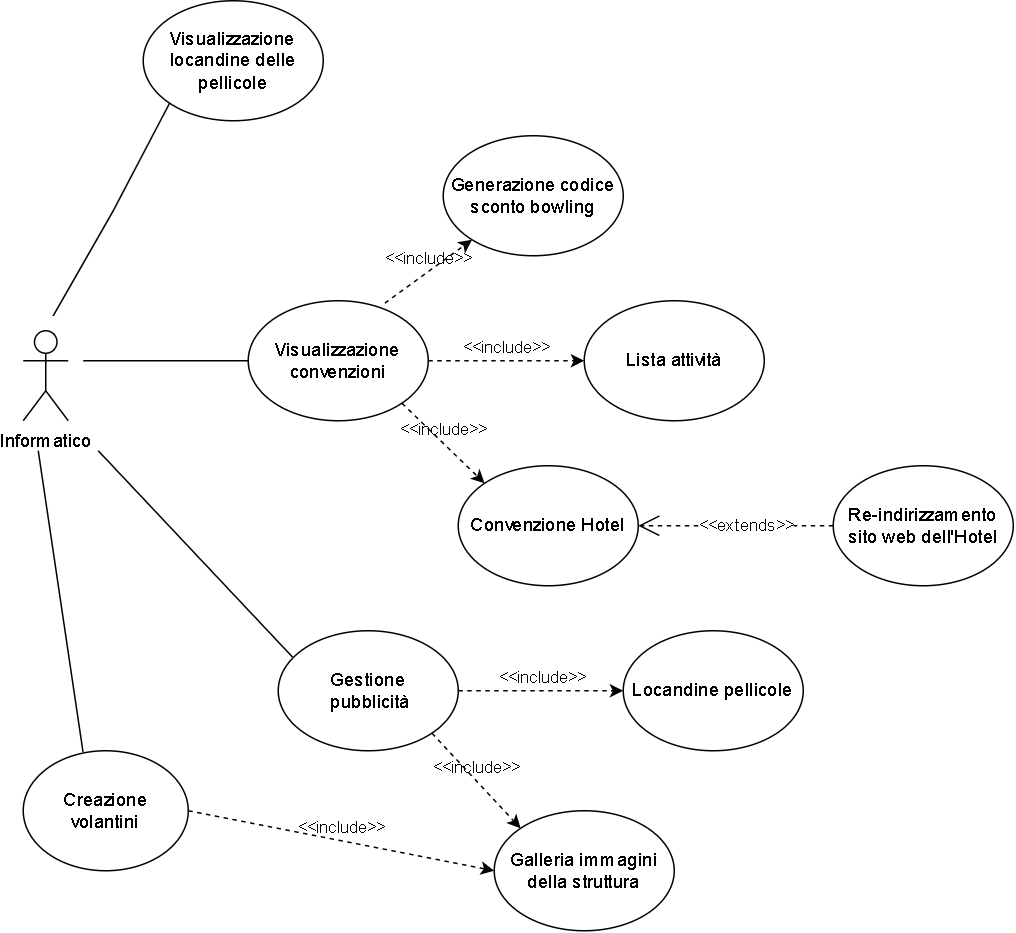 Visualizzazione
locandine delle
pellicole
Generazione codice
sconto bowling
<<include>>
Visualizzazione
convenzioni
<<include>>
Lista attività
<<include>>
Informatico
Convenzione Hotel
<<extends>>
Re-indirizzamento
sito web dell'Hotel
Gestione
pubblicità
<<include>>
Locandine pellicole
<<include>>
Creazione
volantini
<<include>>
Galleria immagini
della struttura